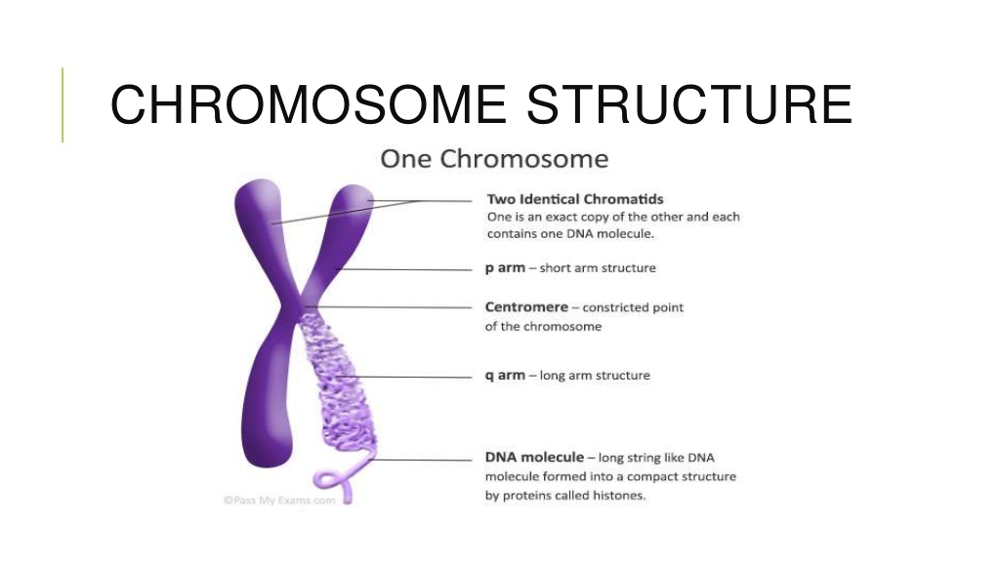 CHROMOSOME STRUCTURE
One Chromosome
Two Identical Chromatids
One is an exact copy of the other and each
contains one DNA molecule.
p arm – short arm structure
Centromere – constricted point
of the chromosome
q arm – long arm structure
DNA molecule – long string like DNA
molecule formed into a compact structure
by proteins called histones.
©Pass My Exams.com